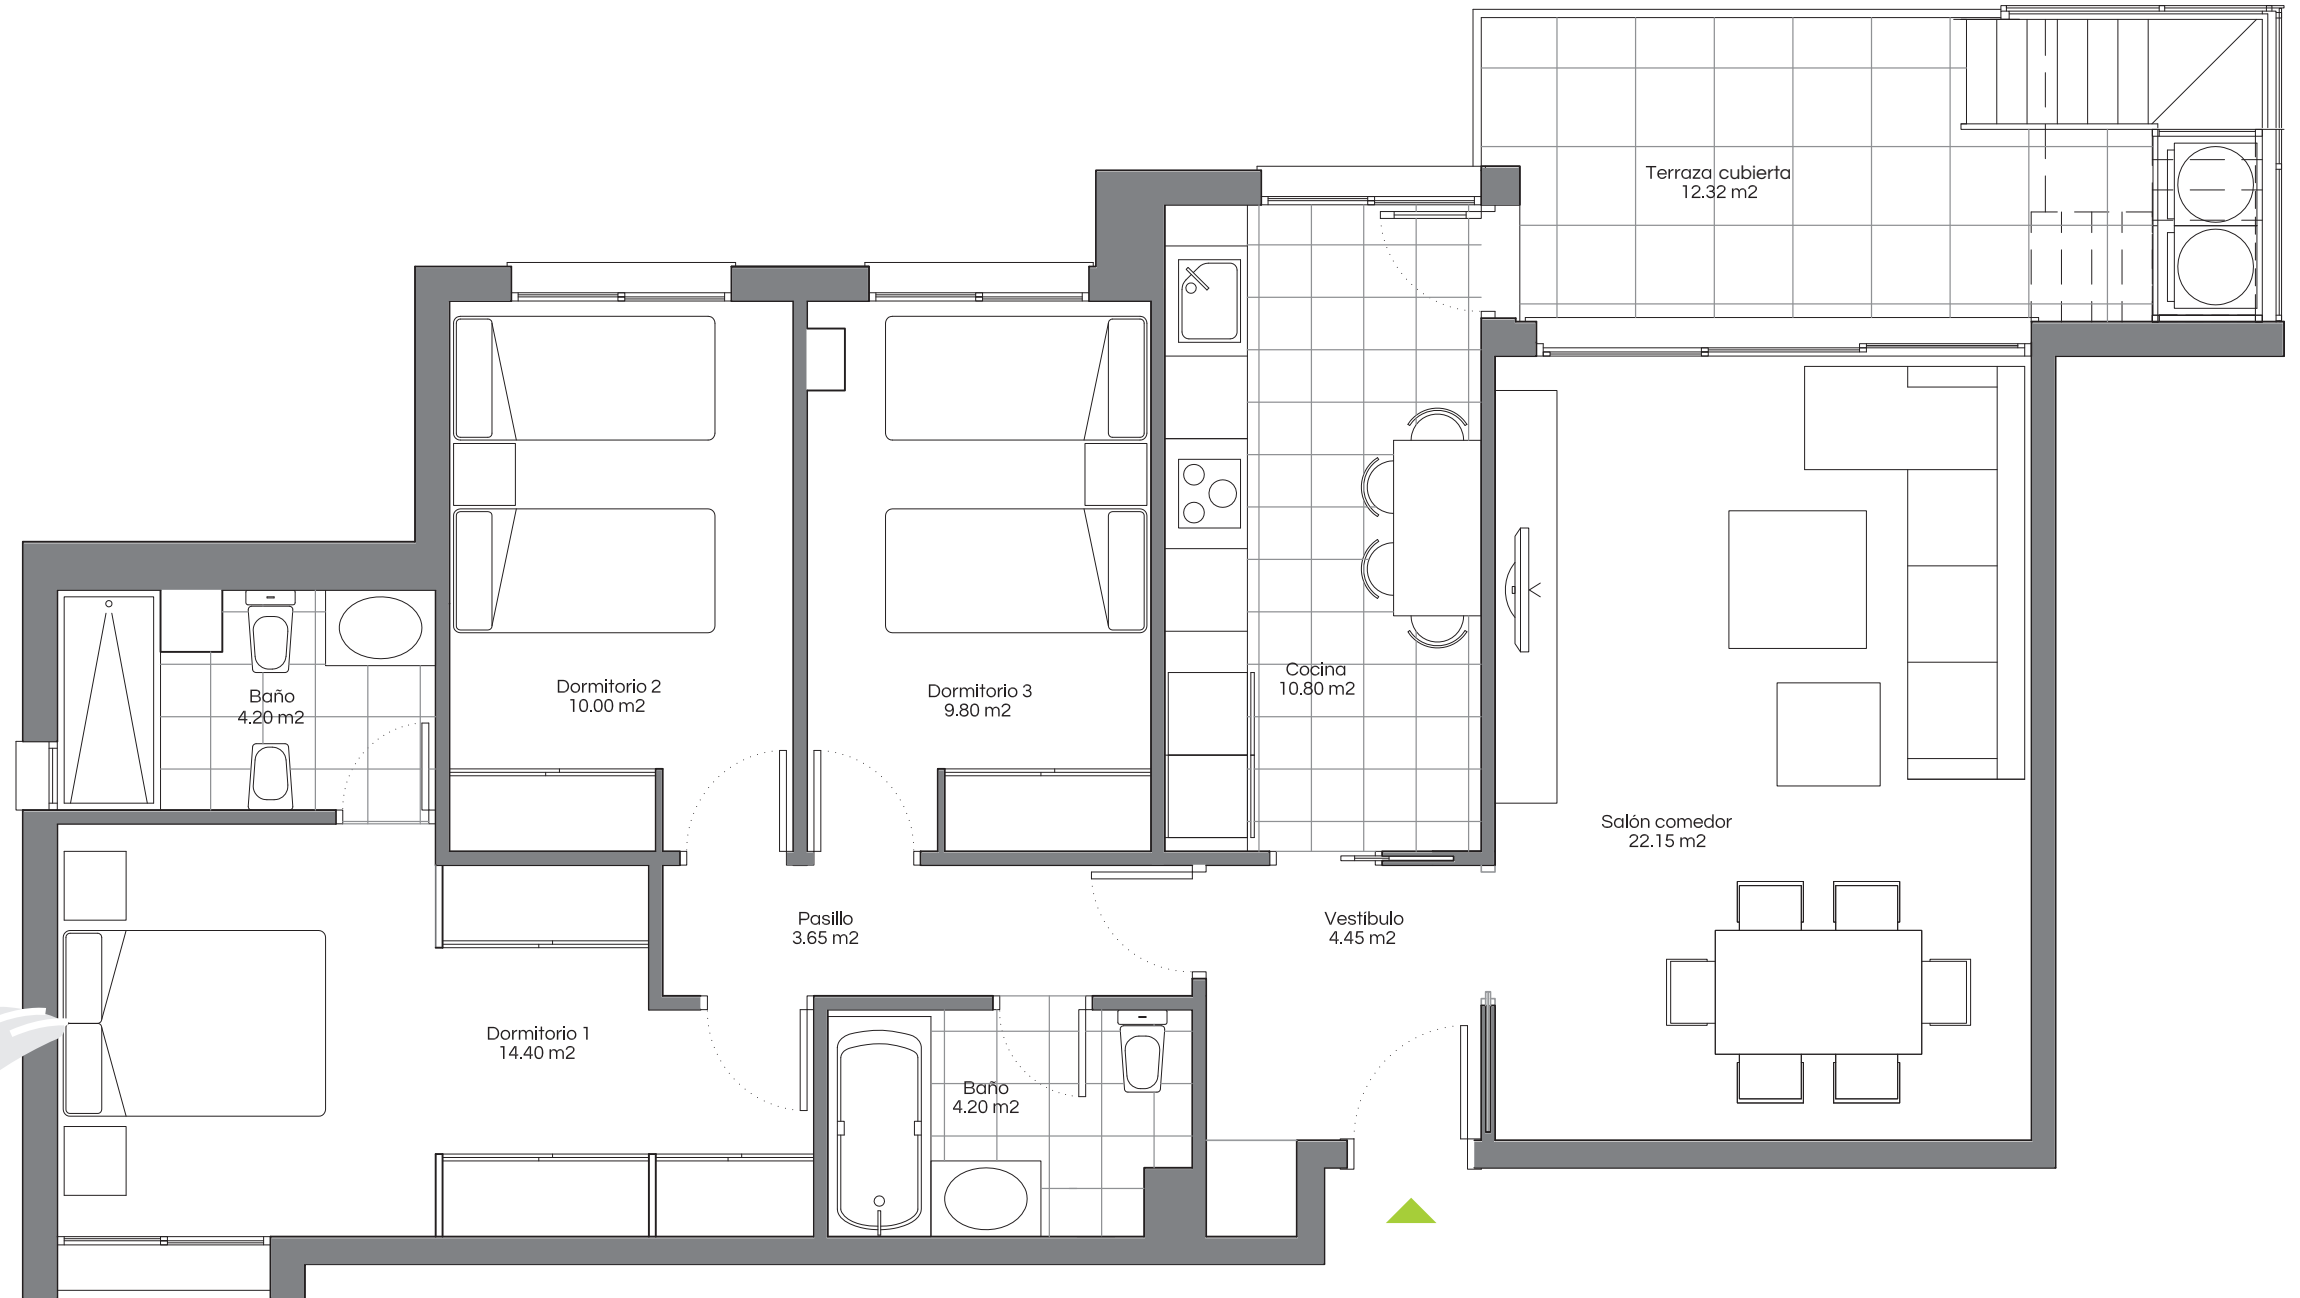 Terraza cubierta
12.32 m2
Baño
4.20 m2
Dormitorio 2
10.00 m2
Dormitorio 3
9.80 m2
Cocina
10.80 m2
Salón comedor
22.15 m2
Pasillo
3.65 m2
Vestíbulo
4.45 m2
Dormitorio 1
14.40 m2
Baño
4.20 m2